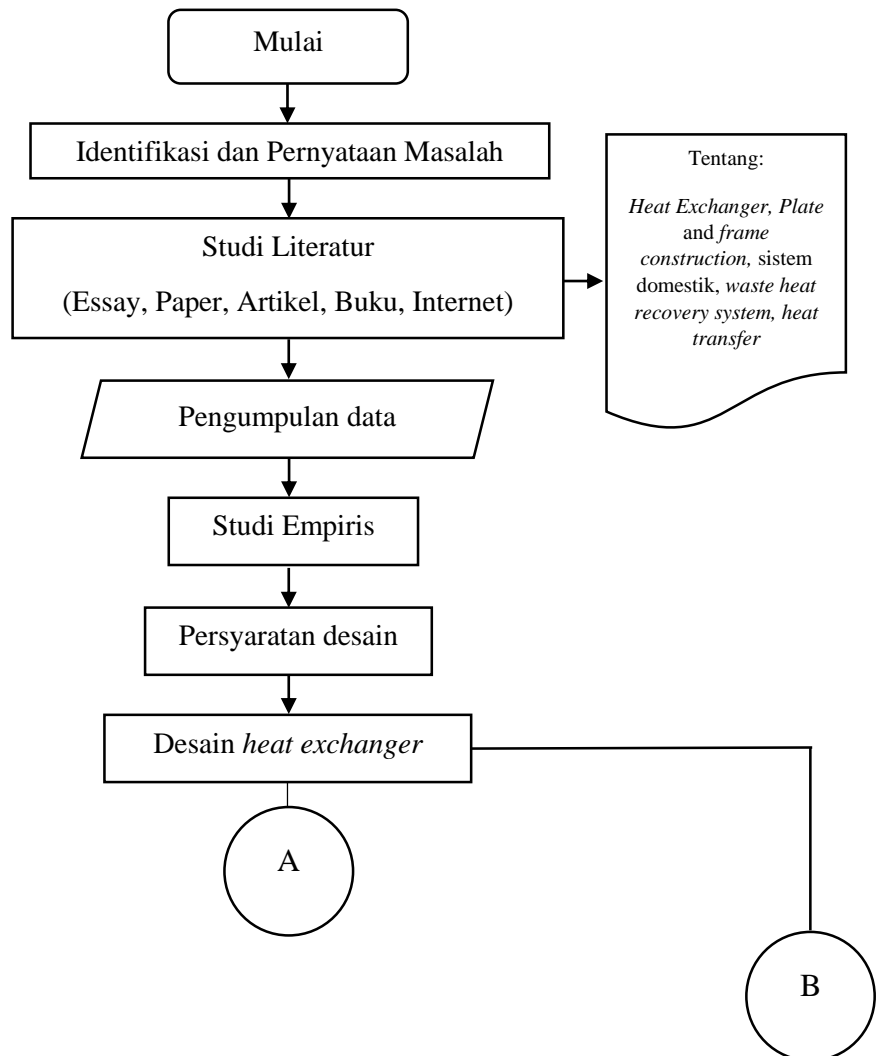 Mulai
Identifikasi dan Pernyataan Masalah
Tentang:
Heat Exchanger, Plate
and frame
construction, sistem
domestik, waste heat
recovery system, heat
transfer
Studi Literatur
(Essay, Paper, Artikel, Buku, Internet)
Pengumpulan data
Studi Empiris
Persyaratan desain
Desain heat exchanger
A
B